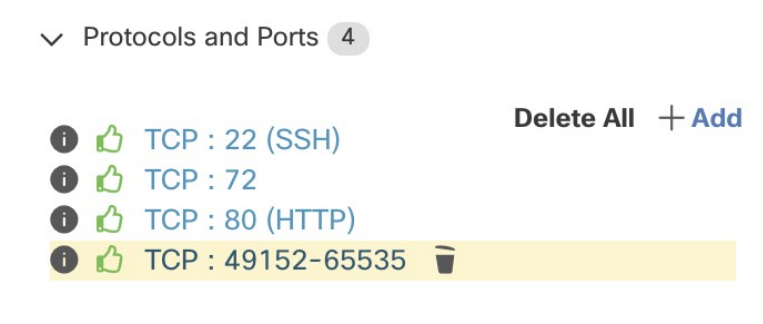 Protocols and Ports 4
Delete All + Add
TCP : 22 (SSH)
TCP : 72
TCP : 80 (HTTP)
TCP : 49152-65535